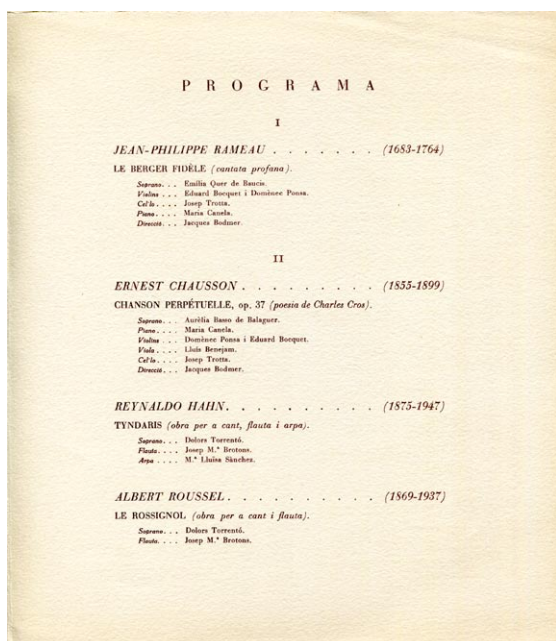 PROGRAMA
I
JEAN-PHILIPPE RAMEAU . . . . . . . (1683-1764)
LE BERGER FIDÈLE (cantata profana).
Soprano. . . Emília Quer de Baucis.
Violins . . . Eduard Bocquet i Domènec Ponsa.
Cel·lo . . . . Josep Trotta.
Piano . . . . Maria Canela.
Direcció . . . Jacques Bodmer.
II
ERNEST CHAUSSON . . . . . . . . . (1855-1899)
CHANSON PERPÉTUELLE, op. 37 (poesia de Charles Cros).
Soprano. . . Aurèlia Basso de Balaguer.
Piano . . . . Maria Canela.
Violins . . . Domènec Ponsa i Eduard Bocquet.
Viola . . . . Lluís Benejam.
Cel·lo . . . . Josep Trotta.
Direcció . . . Jacques Bodmer.
REYNALDO HAHN. . . . . . . . . . (1875-1947)
TYNDARIS (obra per a cant, flauta i arpa).
Soprano. . . Dolors Torrentó.
Flauta. . . . Josep M.ª Brotons.
Arpa . . . . M.ª Lluïsa Sànchez.
ALBERT ROUSSEL. . . . . . . . . . (1869-1937)
LE ROSSIGNOL (obra per a cant i flauta).
Soprano. . . Dolors Torrentó.
Flauta. . . . Josep M.ª Brotons.